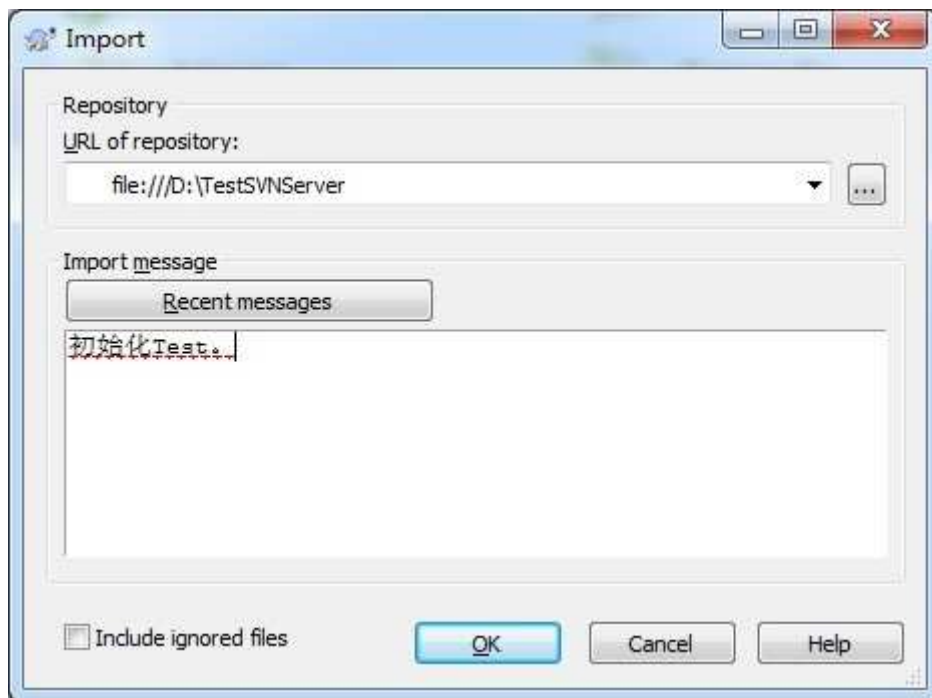 Import
Repository
URL of repository:
file:///D:\TestSVNServer
...
Import message
Recent messages
初始化Test。
Include ignored files
OK
Cancel
Help